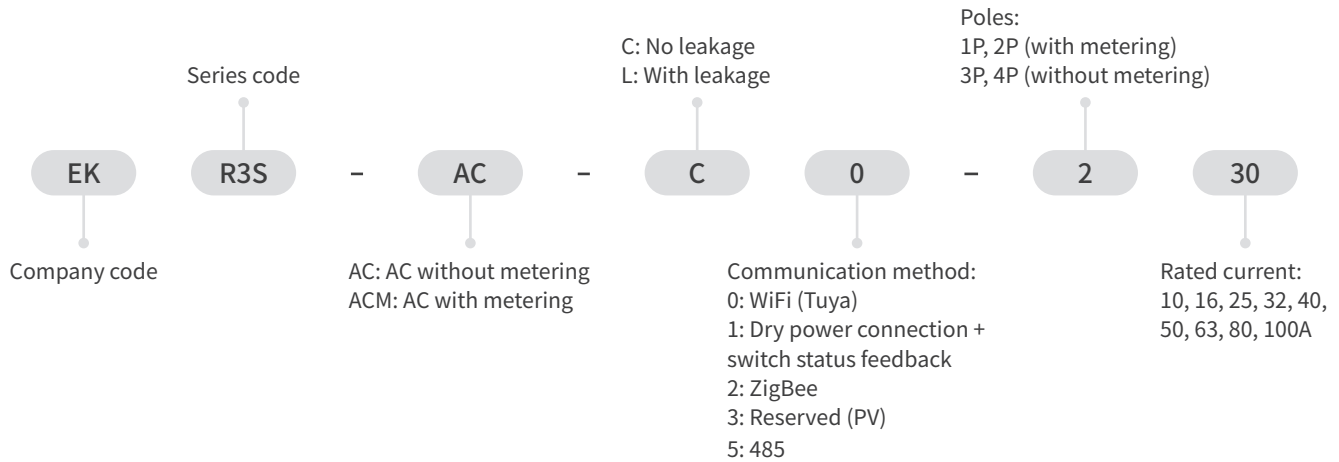 Poles:
C: No leakage
1P, 2P (with metering)
Series code
L: With leakage
3P, 4P (without metering)
EK R3S - AC - C 0 - 2 30
Company code
AC: AC without metering
ACM: AC with metering
Communication method:
0: WiFi (Tuya)
1: Dry power connection +
switch status feedback
2: ZigBee
3: Reserved (PV)
5: 485
Rated current:
10, 16, 25, 32, 40,
50, 63, 80, 100A